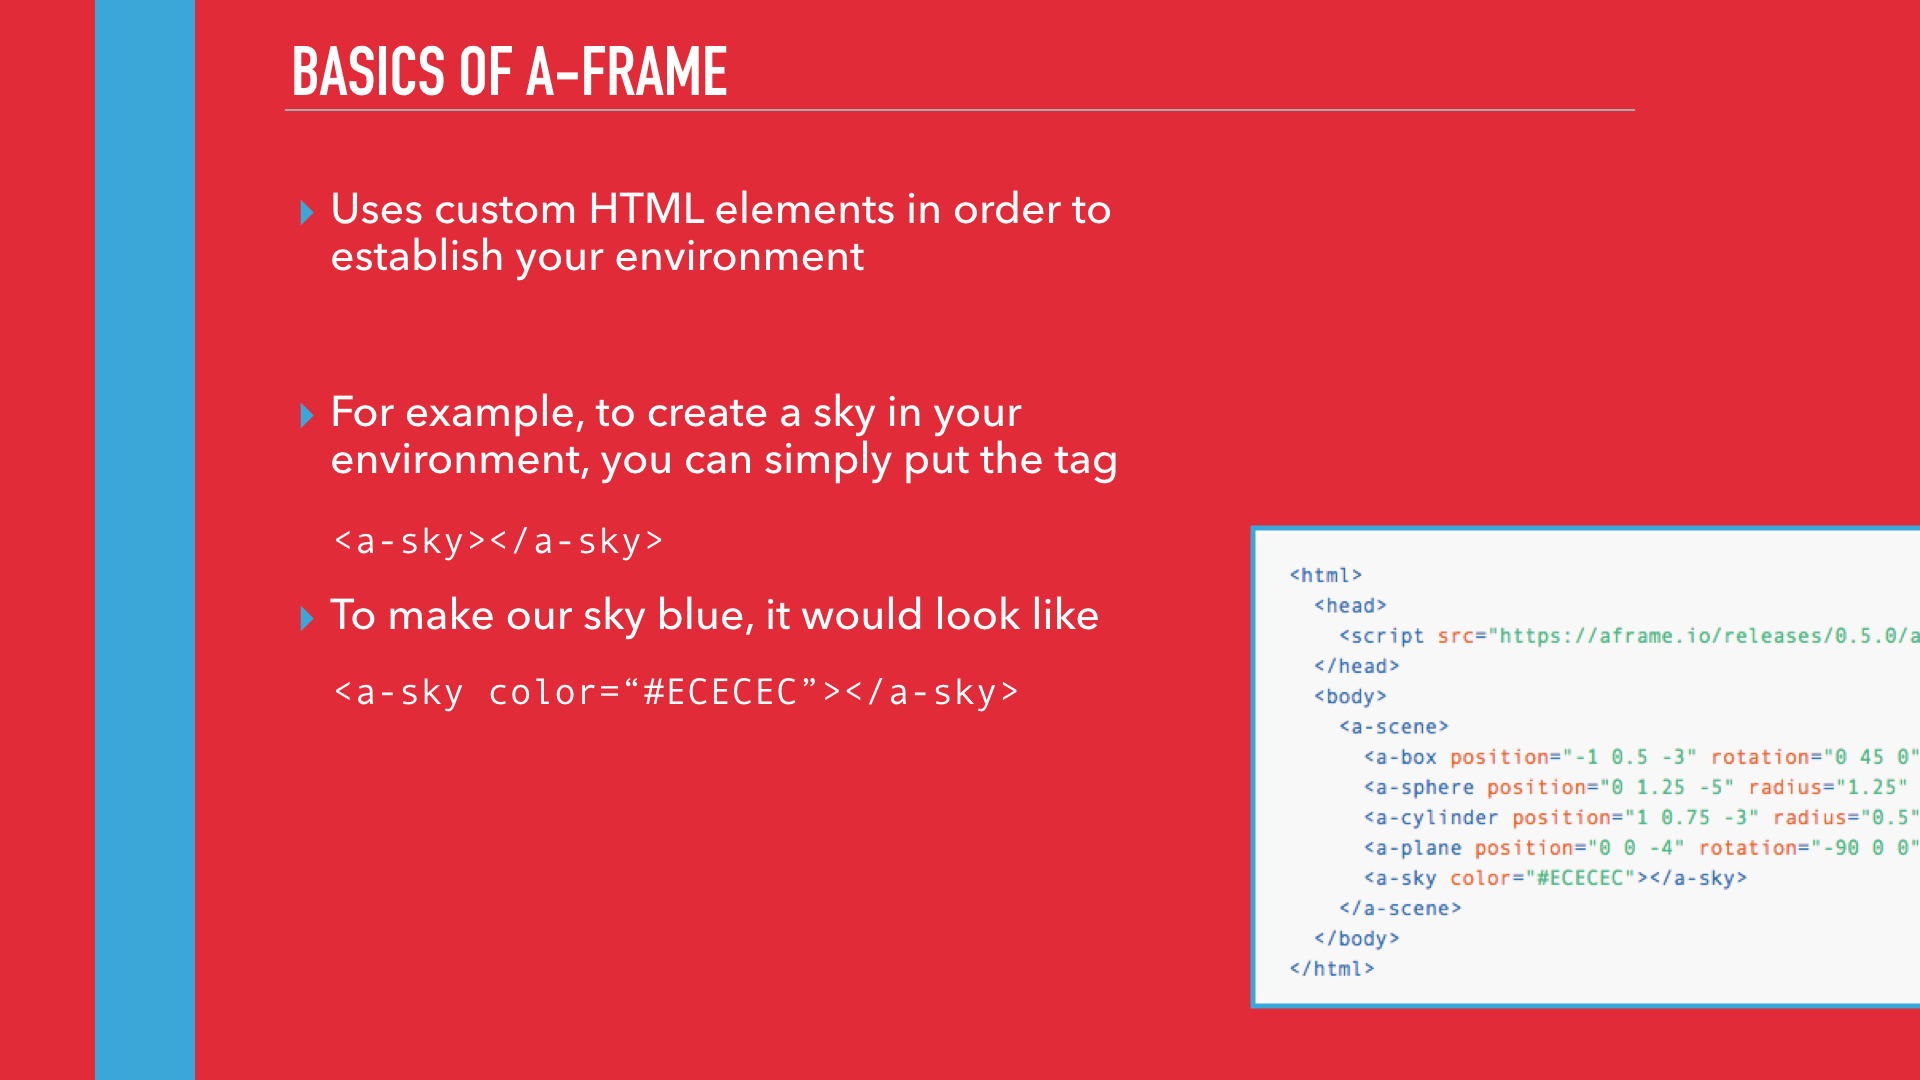 BASICS OF A-FRAME
▸ Uses custom HTML elements in order to
establish your environment
▸ For example, to create a sky in your
environment, you can simply put the tag
<a-sky></a-sky>
▸ To make our sky blue, it would look like
<a-sky color=“#ECECEC”></a-sky>
<html>
<head>
<script src="https://aframe.io/releases/0.5.0/a
</head>
<body>
<a-scene>
<a-box position="-1 0.5 -3" rotation="0 45 0"
<a-sphere position="0 1.25 -5" radius="1.25"
<a-cylinder position="1 0.75 -3" radius="0.5"
<a-plane position="0 0 -4" rotation="-90 0 0"
<a-sky color="#ECECEC"></a-sky>
</a-scene>
</body>
</html>